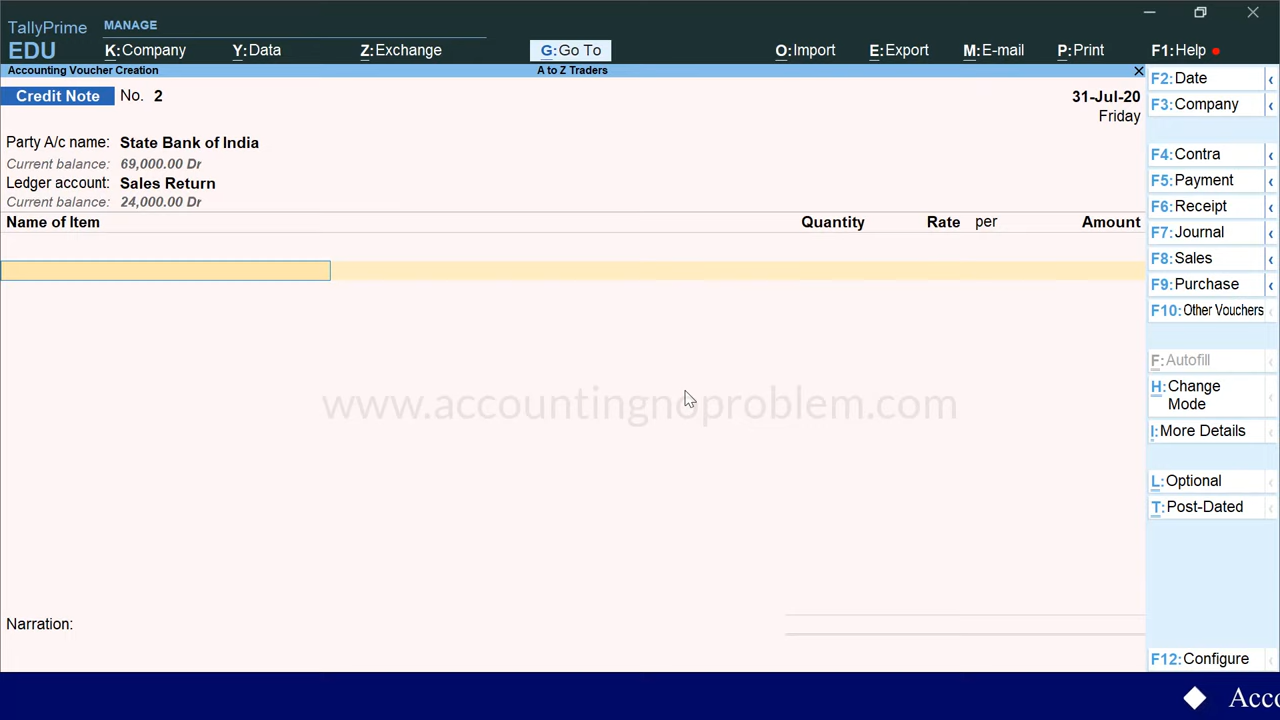 TallyPrime
MANAGE
EDU
K:Company
Y:Data
Z:Exchange
G:Go To
O:Import
E:Export
M:E-mail
P:Print
F1:Help
Accounting Voucher Creation
A to Z Traders
Credit Note No. 2
31-Jul-20
Friday
Party A/c name: State Bank of India
Current balance: 69,000.00 Dr
Ledger account: Sales Return
Current balance: 24,000.00 Dr
Name of Item Quantity Rate per Amount
www.accountingnoproblem.com
Narration:
F2:Date
F3:Company
F4:Contra
F5:Payment
F6:Receipt
F7:Journal
F8:Sales
F9:Purchase
F10:Other Vouchers
F:Autofill
H:Change
Mode
I:More Details
L:Optional
T:Post-Dated
F12:Configure